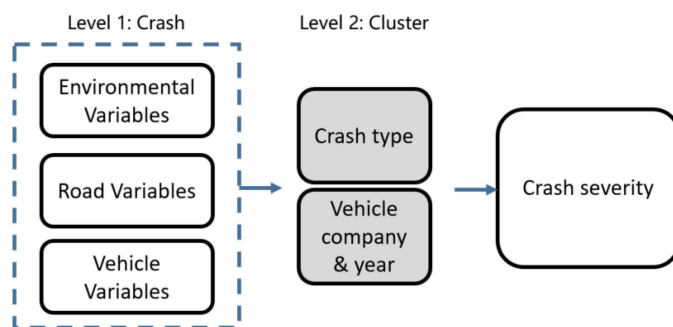 Level 1: Crash
Level 2: Cluster
Environmental
Variables
Road Variables
Vehicle
Variables
Crash type
Vehicle
company
& year
Crash severity